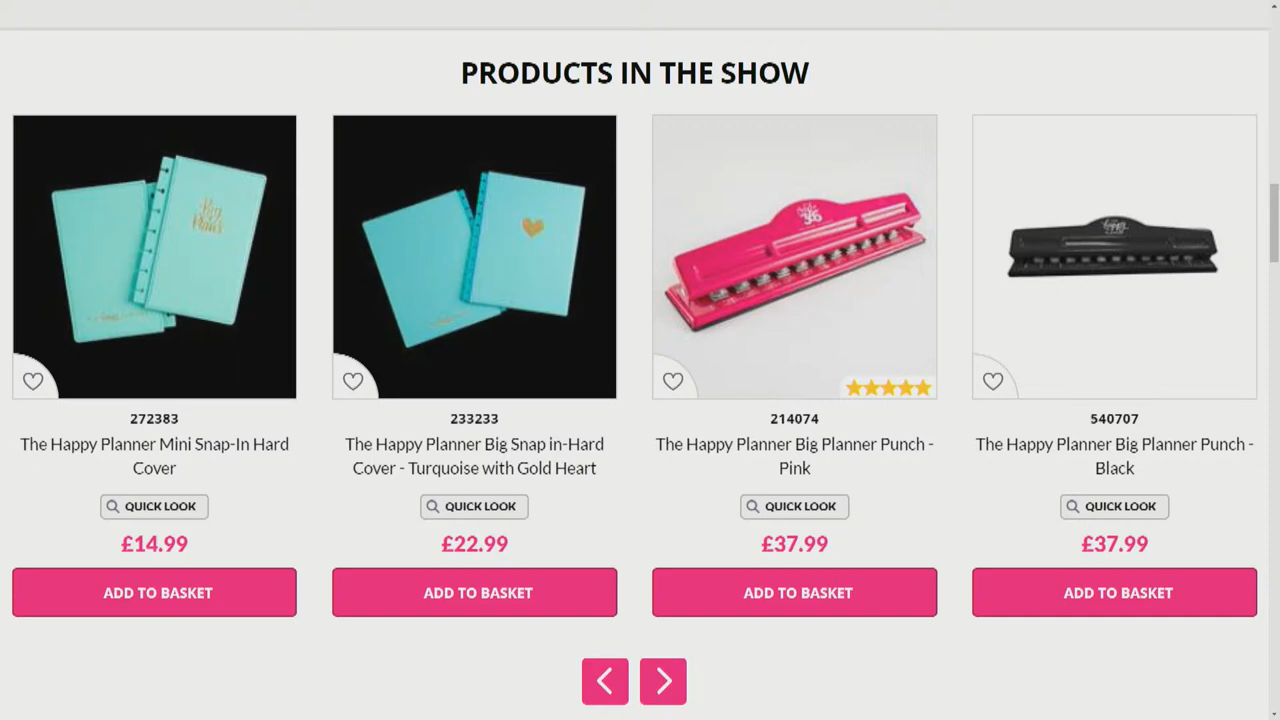 PRODUCTS IN THE SHOW
Big
Plans
365
272383
233233
214074
540707
The Happy Planner Mini Snap-In Hard
Cover
The Happy Planner Big Snap in-Hard
Cover - Turquoise with Gold Heart
The Happy Planner Big Planner Punch -
Pink
The Happy Planner Big Planner Punch -
Black
QUICK LOOK
QUICK LOOK
QUICK LOOK
QUICK LOOK
£14.99
£22.99
£37.99
£37.99
ADD TO BASKET
ADD TO BASKET
ADD TO BASKET
ADD TO BASKET